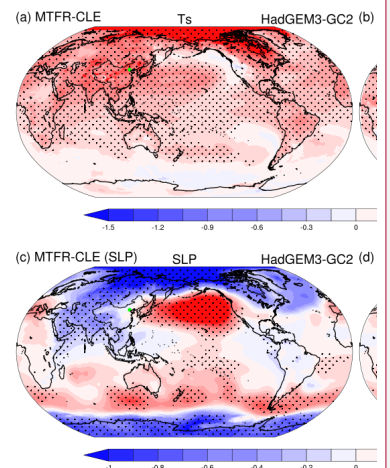 (a) MTFR-CLE Ts HadGEM3-GC2 (b)
-1.5 -1.2 -0.9 -0.6 -0.3 0
(c) MTFR-CLE (SLP) SLP HadGEM3-GC2 (d)
-1 -0.8 -0.6 -0.4 -0.2 0